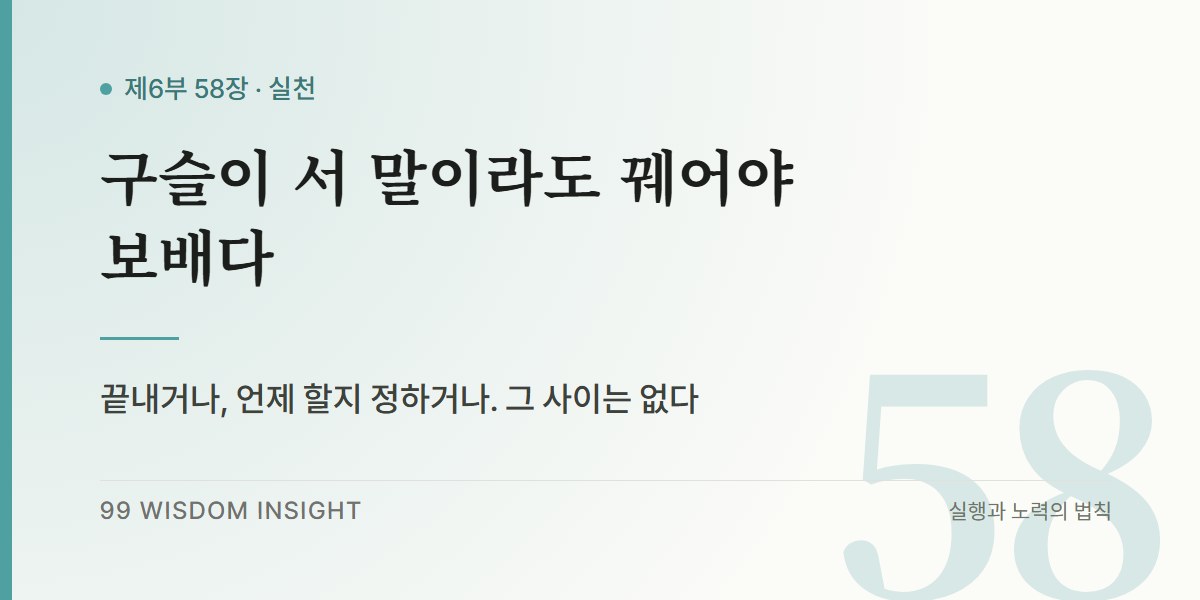 제6부 58장 · 실천
구슬이 서 말이라도 꿰어야
보배다
끝내거나, 언제 할지 정하거나. 그 사이는 없다
99 WISDOM INSIGHT
실행과 노력의 법칙
58